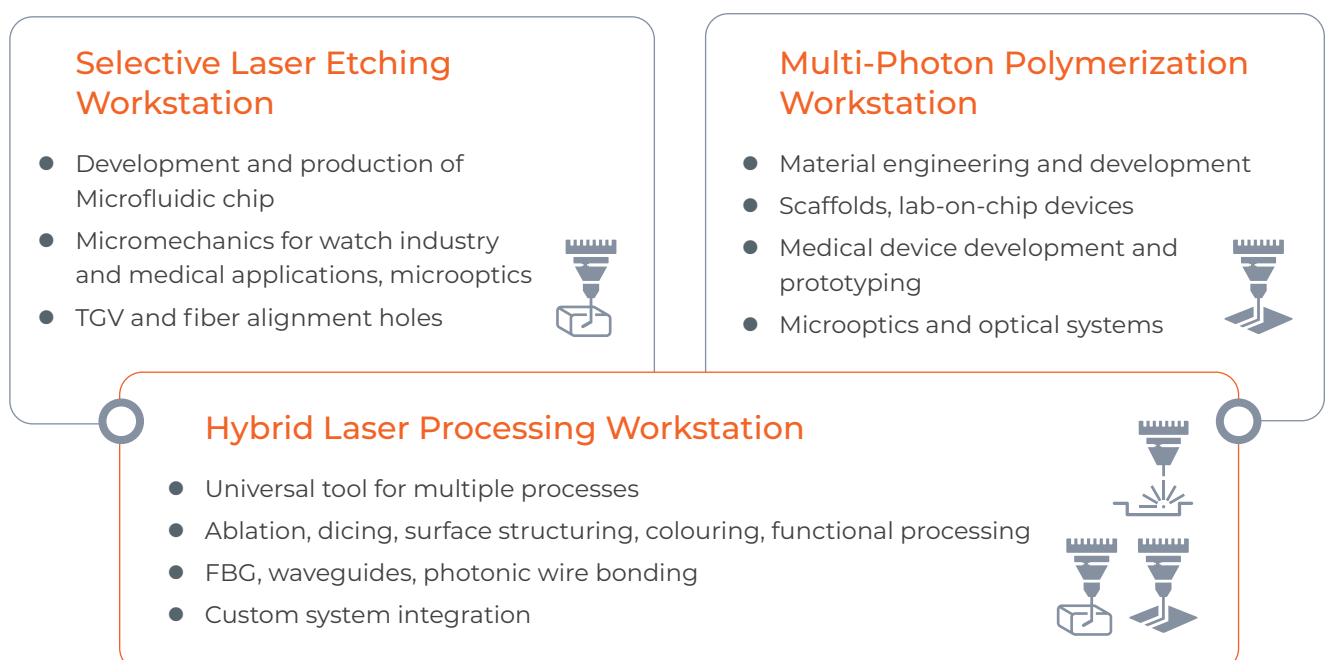 Selective Laser Etching
Workstation
Development and production of
Microfluidic chip
Micromechanics for watch industry
and medical applications, microoptics
TGV and fiber alignment holes
Multi-Photon Polymerization
Workstation
Material engineering and development
Scaffolds, lab-on-chip devices
Medical device development and
prototyping
Microoptics and optical systems
Hybrid Laser Processing Workstation
Universal tool for multiple processes
Ablation, dicing, surface structuring, colouring, functional processing
FBG, waveguides, photonic wire bonding
Custom system integration